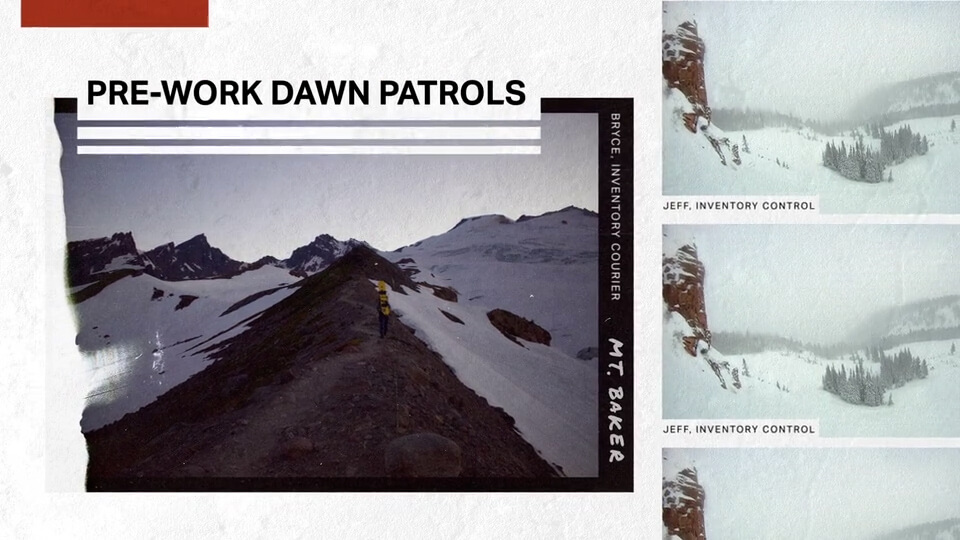 PRE-WORK DAWN PATROLS
BRYCE, INVENTORY COURIER
MT. BAKER
JEFF, INVENTORY CONTROL
JEFF, INVENTORY CONTROL